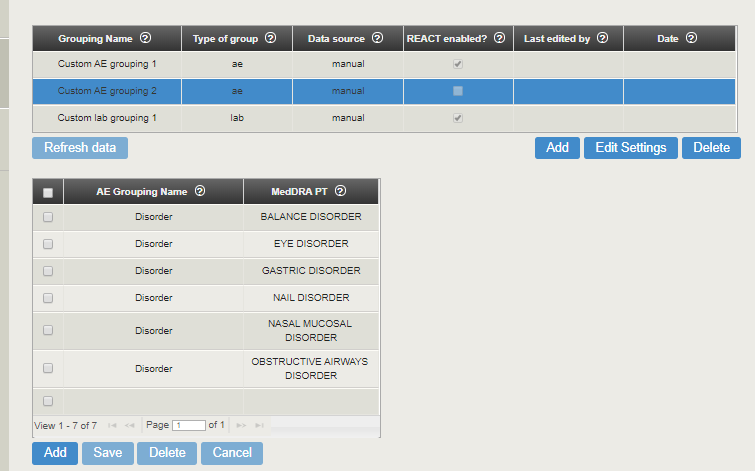 Grouping Name ? Type of group ? Data source ? REACT enabled? ? Last edited by ? Date ?
Custom AE grouping 1 ae manual
Custom AE grouping 2 ae manual
Custom lab grouping 1 lab manual
Refresh data Add Edit Settings Delete
AE Grouping Name ? MedDRA PT ?
Disorder BALANCE DISORDER
Disorder EYE DISORDER
Disorder GASTRIC DISORDER
Disorder NAIL DISORDER
Disorder NASAL MUCOSAL
DISORDER
Disorder OBSTRUCTIVE AIRWAYS
DISORDER
View 1 - 7 of 7 Page 1 of 1
Add Save Delete Cancel